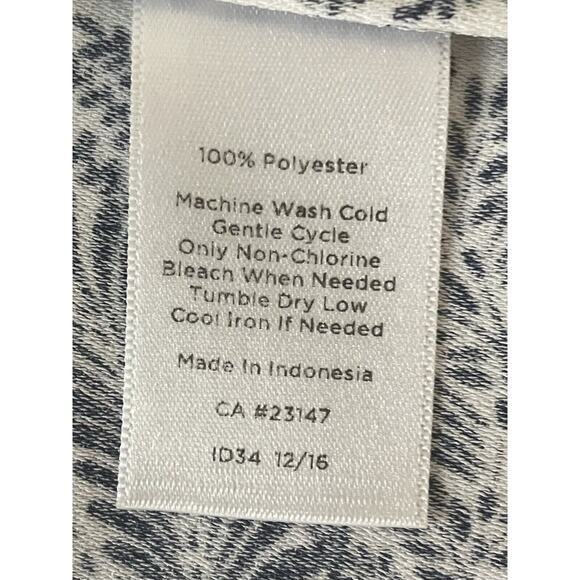 100% Polyester
Machine Wash Cold
Gentle Cycle
Only Non-Chlorine
Bleach When Needed
Tumble Dry Low
Cool Iron If Needed
Made In Indonesia
CA #23147
ID34 12/16